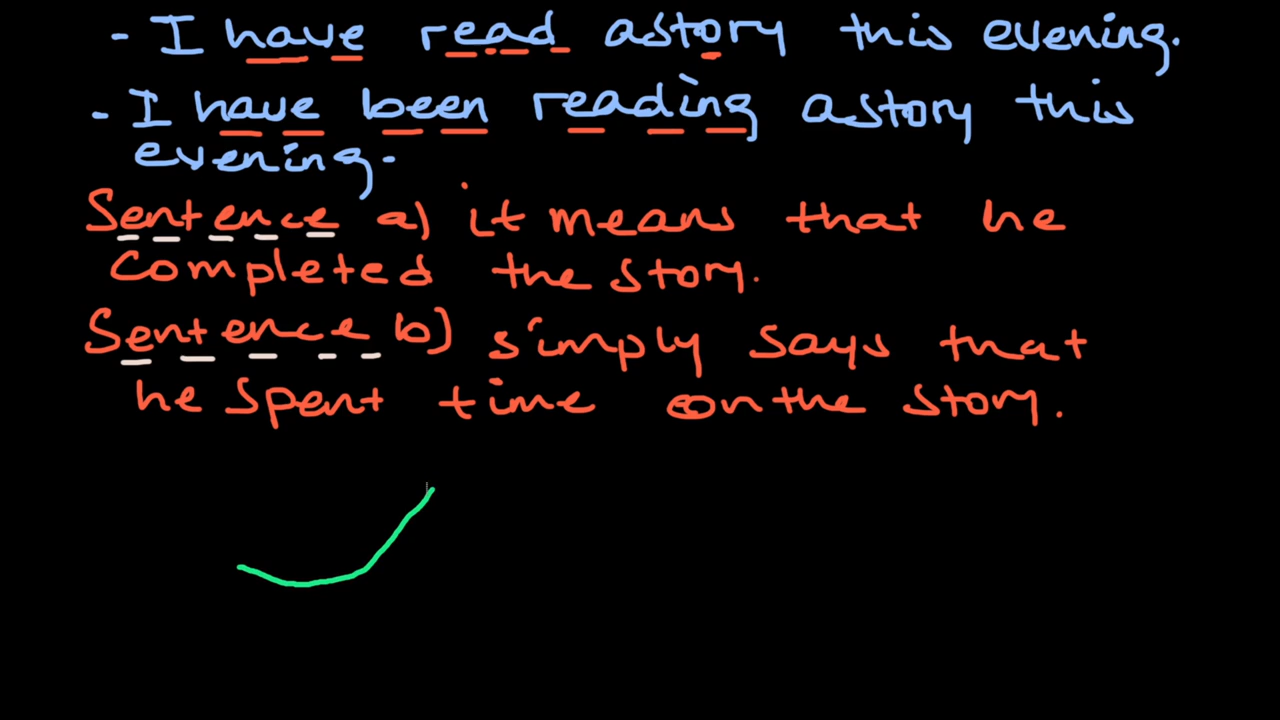 - I have read astory this evening.
- I have been reading astory this
evening.
Sentence a) it means that he
completed the story.
Sentence b) simply says that
he spent time on the story.